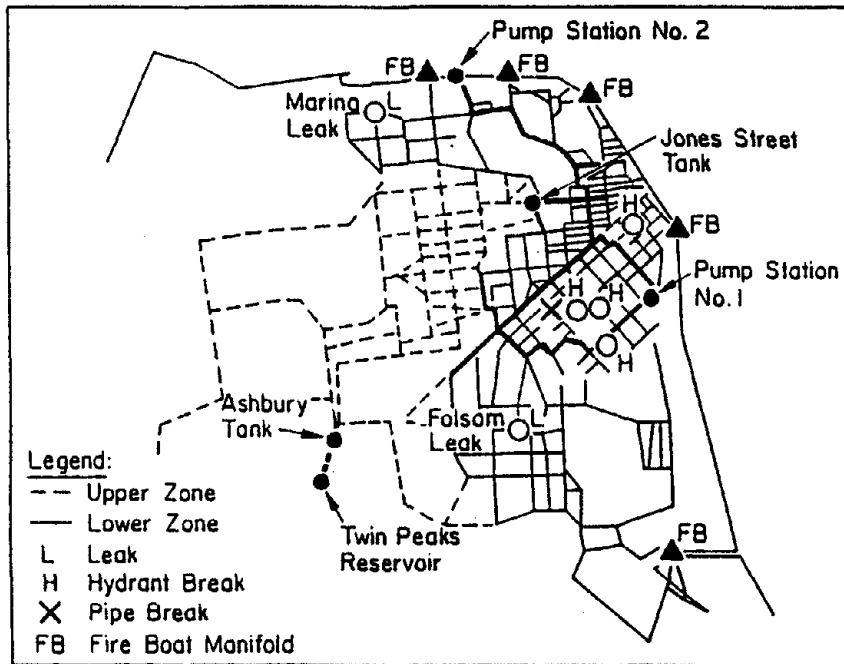 Pump Station No. 2
FB
FB
FB
Marina
Leak
L
Jones Street
Tank
H
FB
Pump Station
No. 1
H
H
H
Ashbury
Tank
Folsom
Leak
L
Twin Peaks
Reservoir
FB
Legend:
Upper Zone
Lower Zone
L Leak
H Hydrant Break
X Pipe Break
FB Fire Boat Manifold